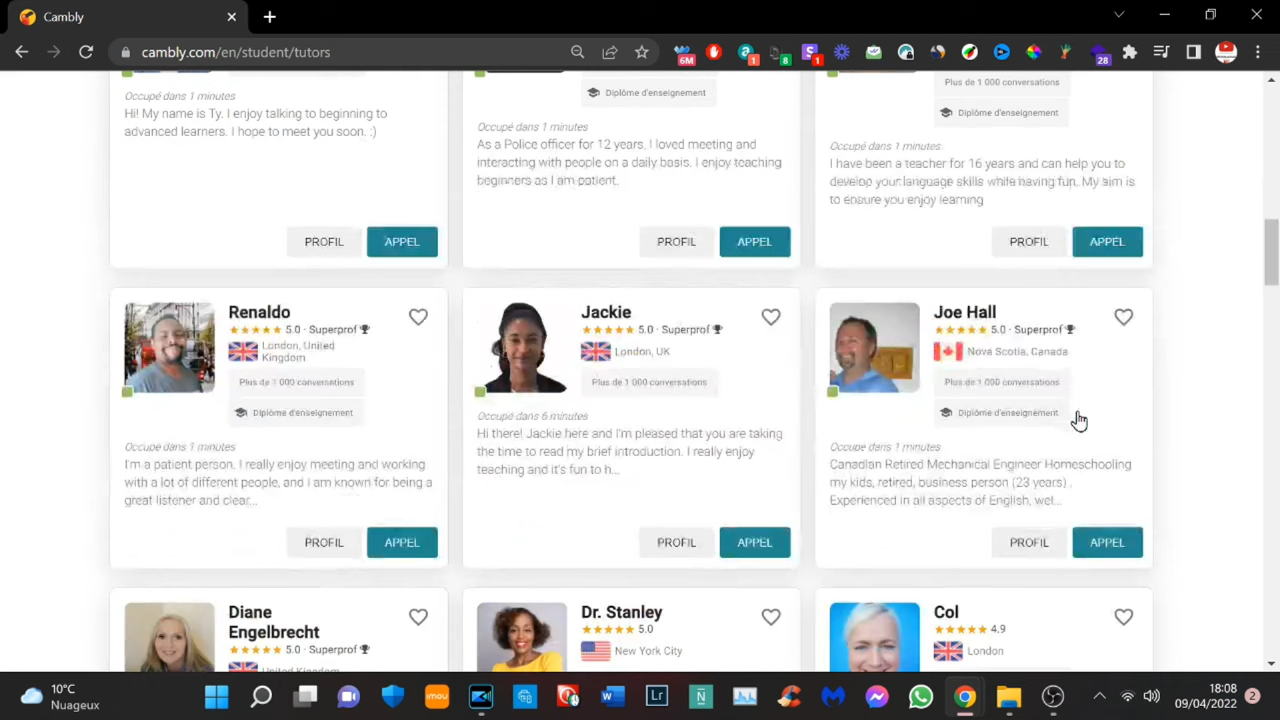 Cambly
cambly.com/en/student/tutors
6M
1
8
1
28
Plus de 1 000 conversations
Diplôme d'enseignement
Diplôme d'enseignement
Occupé dans 1 minutes
Hi! My name is Ty. I enjoy talking to beginning to
advanced learners. I hope to meet you soon. :)
PROFIL
APPEL
Occupé dans 1 minutes
As a Police officer for 12 years, I loved meeting and
interacting with people on a daily basis. I enjoy teaching
beginners as I am patient.
PROFIL
APPEL
Occupé dans 1 minutes
I have been a teacher for 16 years and can help you to
develop your language skills while having fun. My aim is
to ensure you enjoy learning
PROFIL
APPEL
Renaldo
5.0 · Superprof
London, United
Kingdom
Plus de 1 000 conversations
Diplôme d'enseignement
Occupé dans 1 minutes
I'm a patient person. I really enjoy meeting and working
with a lot of different people, and I am known for being a
great listener and clear...
PROFIL
APPEL
Jackie
5.0 · Superprof
London, UK
Plus de 1 000 conversations
Occupé dans 6 minutes
Hi there! Jackie here and I'm pleased that you are taking
the time to read my brief introduction. I really enjoy
teaching and it's fun to h...
PROFIL
APPEL
Joe Hall
5.0 · Superprof
Nova Scotia, Canada
Plus de 1 000 conversations
Diplôme d'enseignement
Occupé dans 1 minutes
Canadian Retired Mechanical Engineer Homeschooling
my kids, retired, business person (23 years) .
Experienced in all aspects of English, wel...
PROFIL
APPEL
Diane
Engelbrecht
5.0 · Superprof
United Kingdom
Dr. Stanley
5.0
New York City
Col
4.9
London
10°C
Nuageux
imou
W
Lr
N
18:08
09/04/2022
2